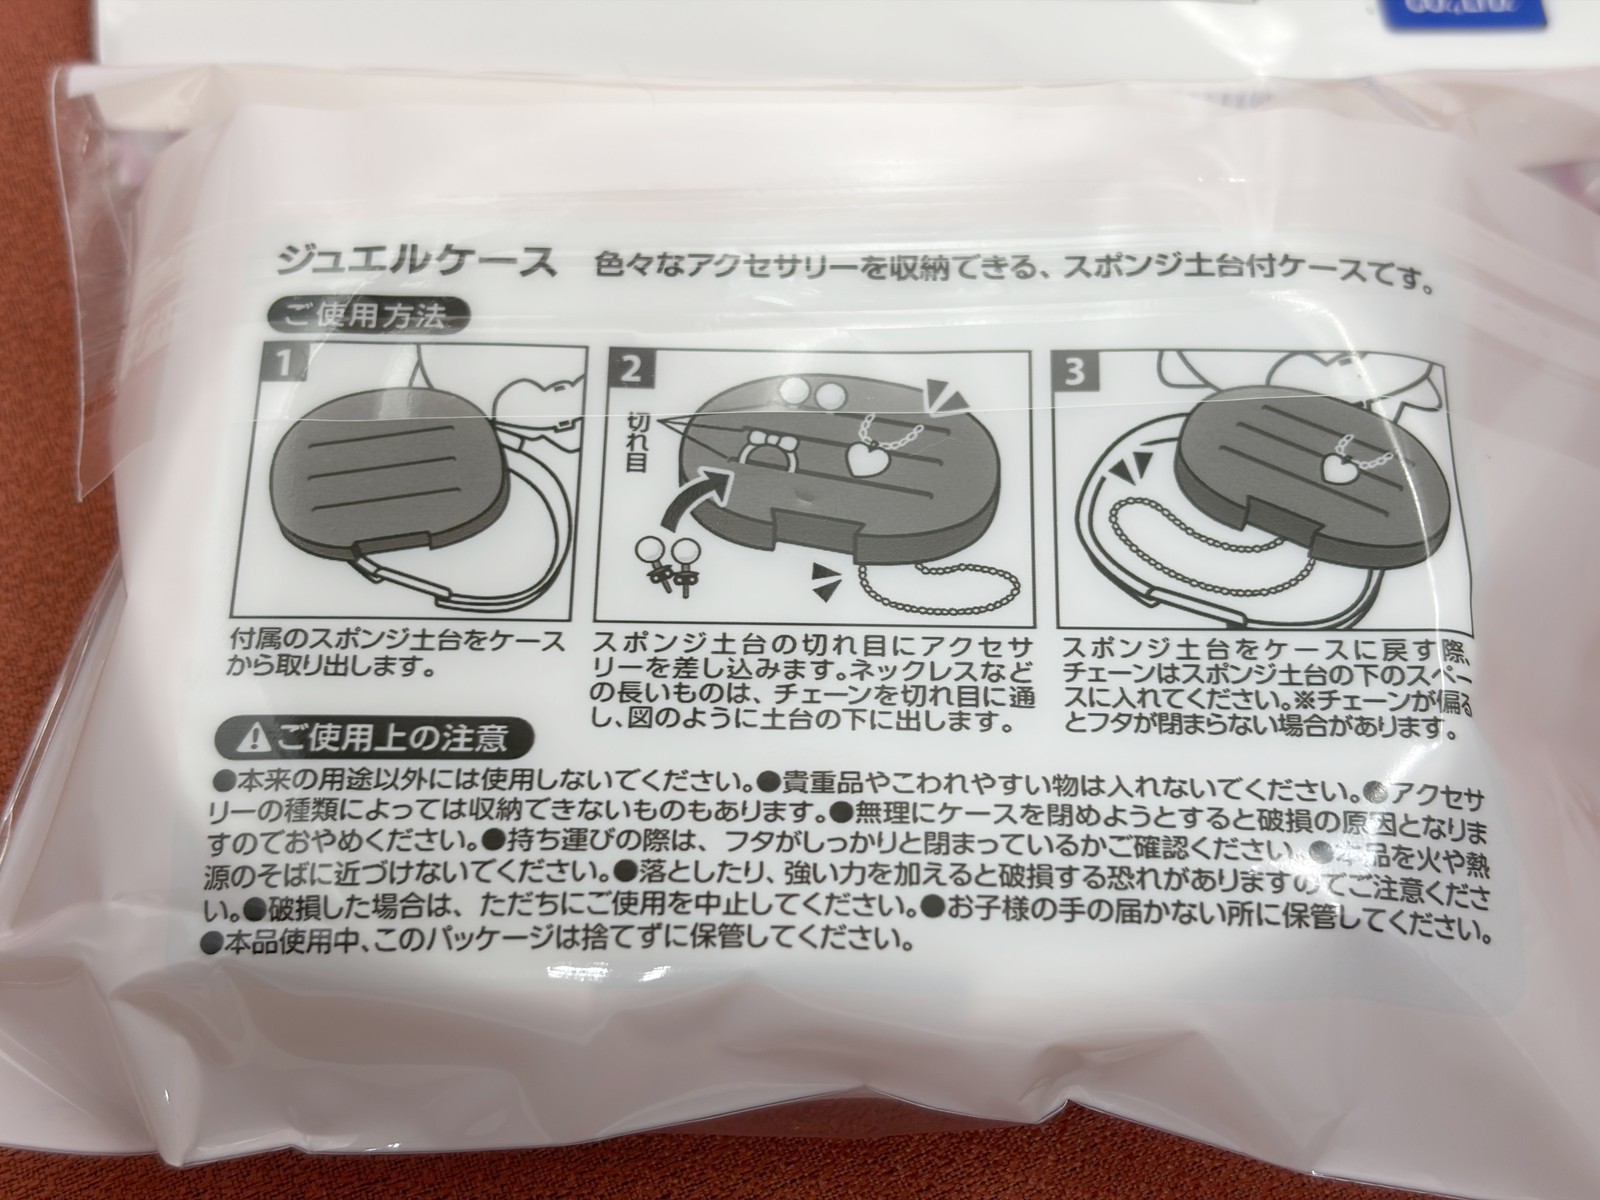 CO.,LTD.
ジュエルケース 色々なアクセサリーを収納できる、スポンジ土台付ケースです。
ご使用方法
1
2
3
切れ目
付属のスポンジ土台をケース
から取り出します。
スポンジ土台の切れ目にアクセサ
リーを差し込みます。ネックレスなど
の長いものは、チェーンを切れ目に通
し、図のように土台の下に出します。
スポンジ土台をケースに戻す際、
チェーンはスポンジ土台の下のスペー
スに入れてください。※チェーンが偏る
とフタが閉まらない場合があります。
ご使用上の注意
●本来の用途以外には使用しないでください。●貴重品やこわれやすい物は入れないでください。●アクセサ
リーの種類によっては収納できないものもあります。●無理にケースを閉めようとすると破損の原因となりま
すのでおやめください。●持ち運びの際は、フタがしっかりと閉まっているかご確認ください。●本品を火や熱
源のそばに近づけないでください。●落としたり、強い力を加えると破損する恐れがありますのでご注意くださ
い。●破損した場合は、ただちにご使用を中止してください。●お子様の手の届かない所に保管してください。
●本品使用中、このパッケージは捨てずに保管してください。